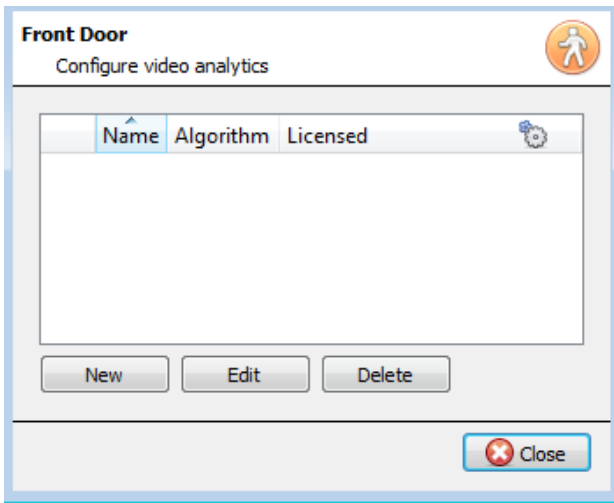 Front Door
Configure video analytics
Name Algorithm Licensed
New Edit Delete
Close